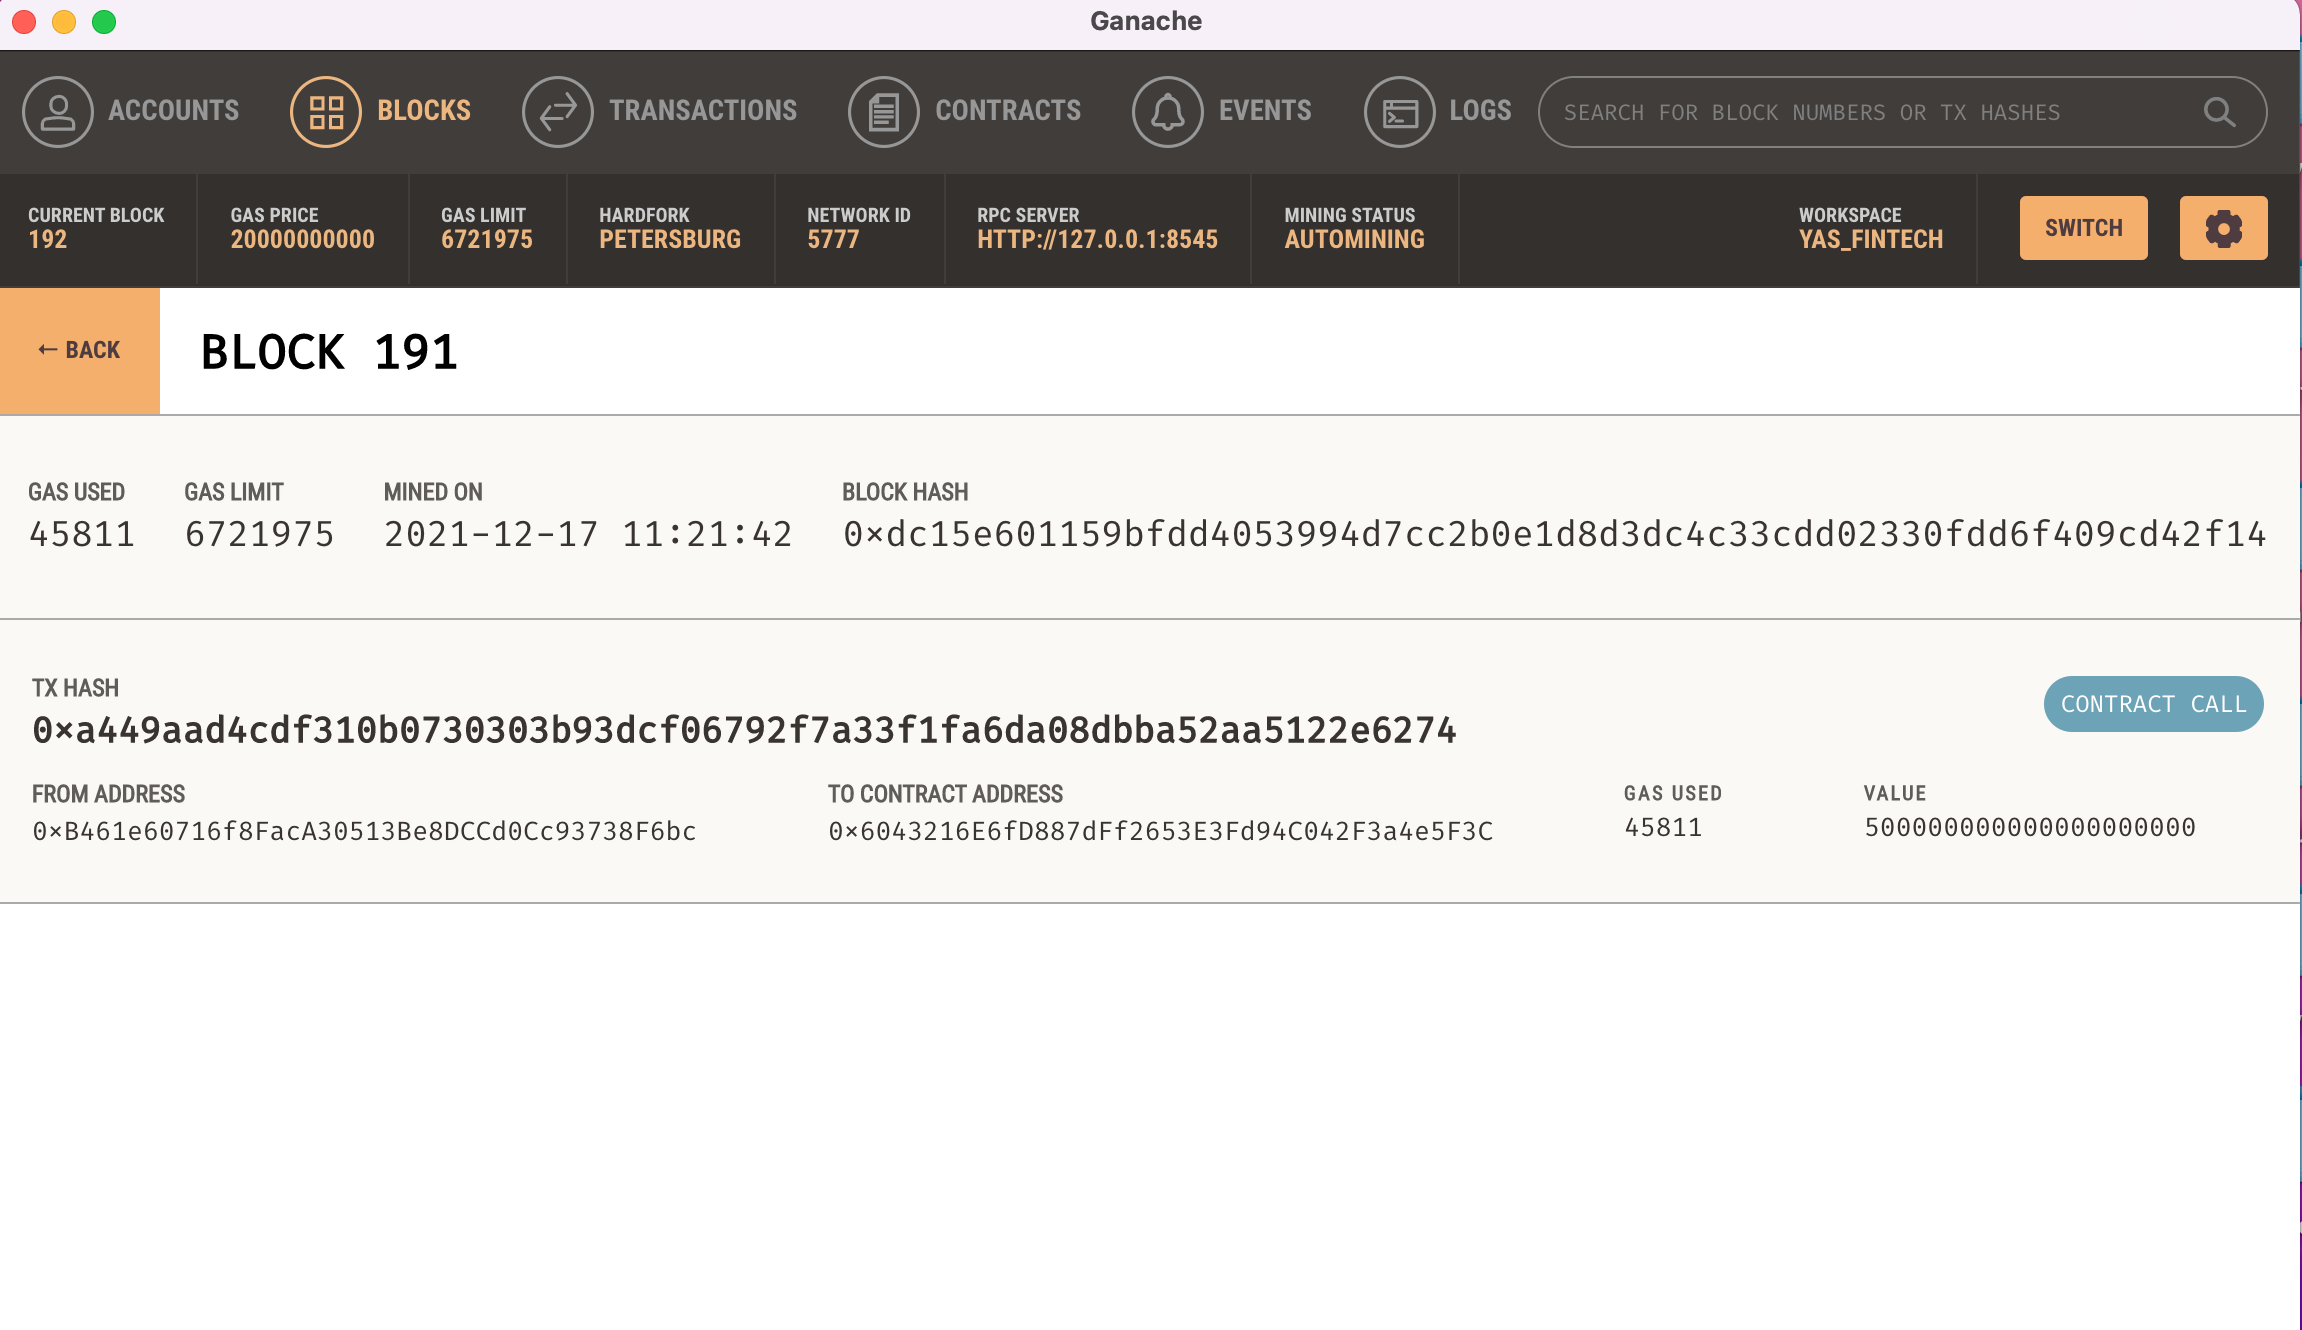 Ganache
ACCOUNTS BLOCKS TRANSACTIONS CONTRACTS EVENTS LOGS SEARCH FOR BLOCK NUMBERS OR TX HASHES
CURRENT BLOCK GAS PRICE GAS LIMIT HARDFORK NETWORK ID RPC SERVER MINING STATUS WORKSPACE
192 20000000000 6721975 PETERSBURG 5777 HTTP://127.0.0.1:8545 AUTOMINING YAS_FINTECH SWITCH
← BACK BLOCK 191
GAS USED GAS LIMIT MINED ON BLOCK HASH
45811 6721975 2021-12-17 11:21:42 0×dc15e601159bfdd4053994d7cc2b0e1d8d3dc4c33cdd02330fdd6f409cd42f14
TX HASH
0×a449aad4cdf310b0730303b93dcf06792f7a33f1fa6da08dbba52aa5122e6274 CONTRACT CALL
FROM ADDRESS TO CONTRACT ADDRESS GAS USED VALUE
0×B461e60716f8FacA30513Be8DCCd0Cc93738F6bc 0×6043216E6fD887dFf2653E3Fd94C042F3a4e5F3C 45811 500000000000000000000